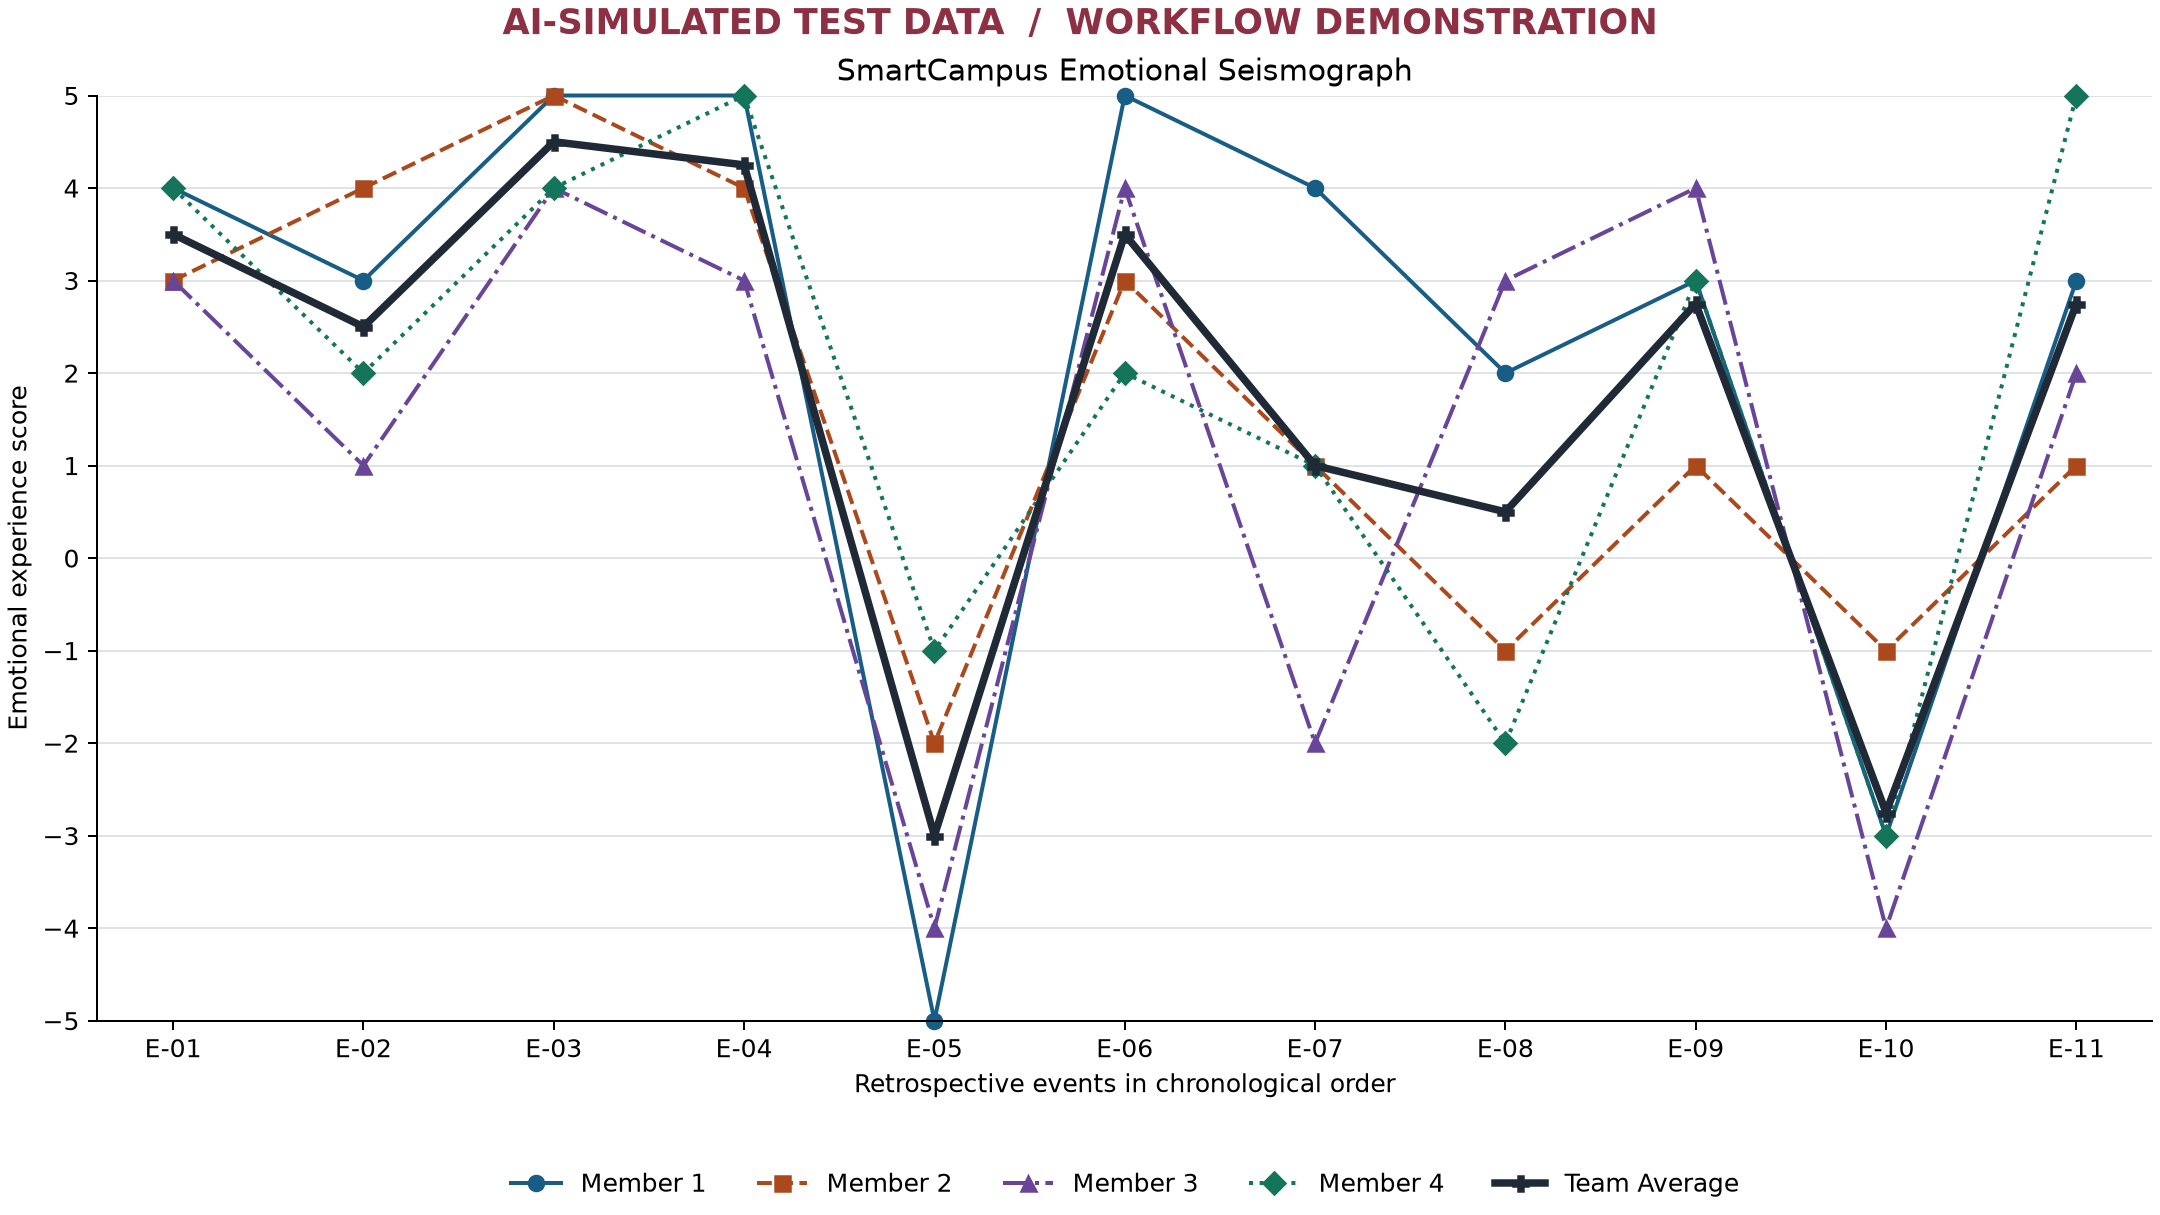 AI-SIMULATED TEST DATA / WORKFLOW DEMONSTRATION
SmartCampus Emotional Seismograph
Emotional experience score
5
4
3
2
1
0
−1
−2
−3
−4
−5
E-01 E-02 E-03 E-04 E-05 E-06 E-07 E-08 E-09 E-10 E-11
Retrospective events in chronological order
Member 1 Member 2 Member 3 Member 4 Team Average